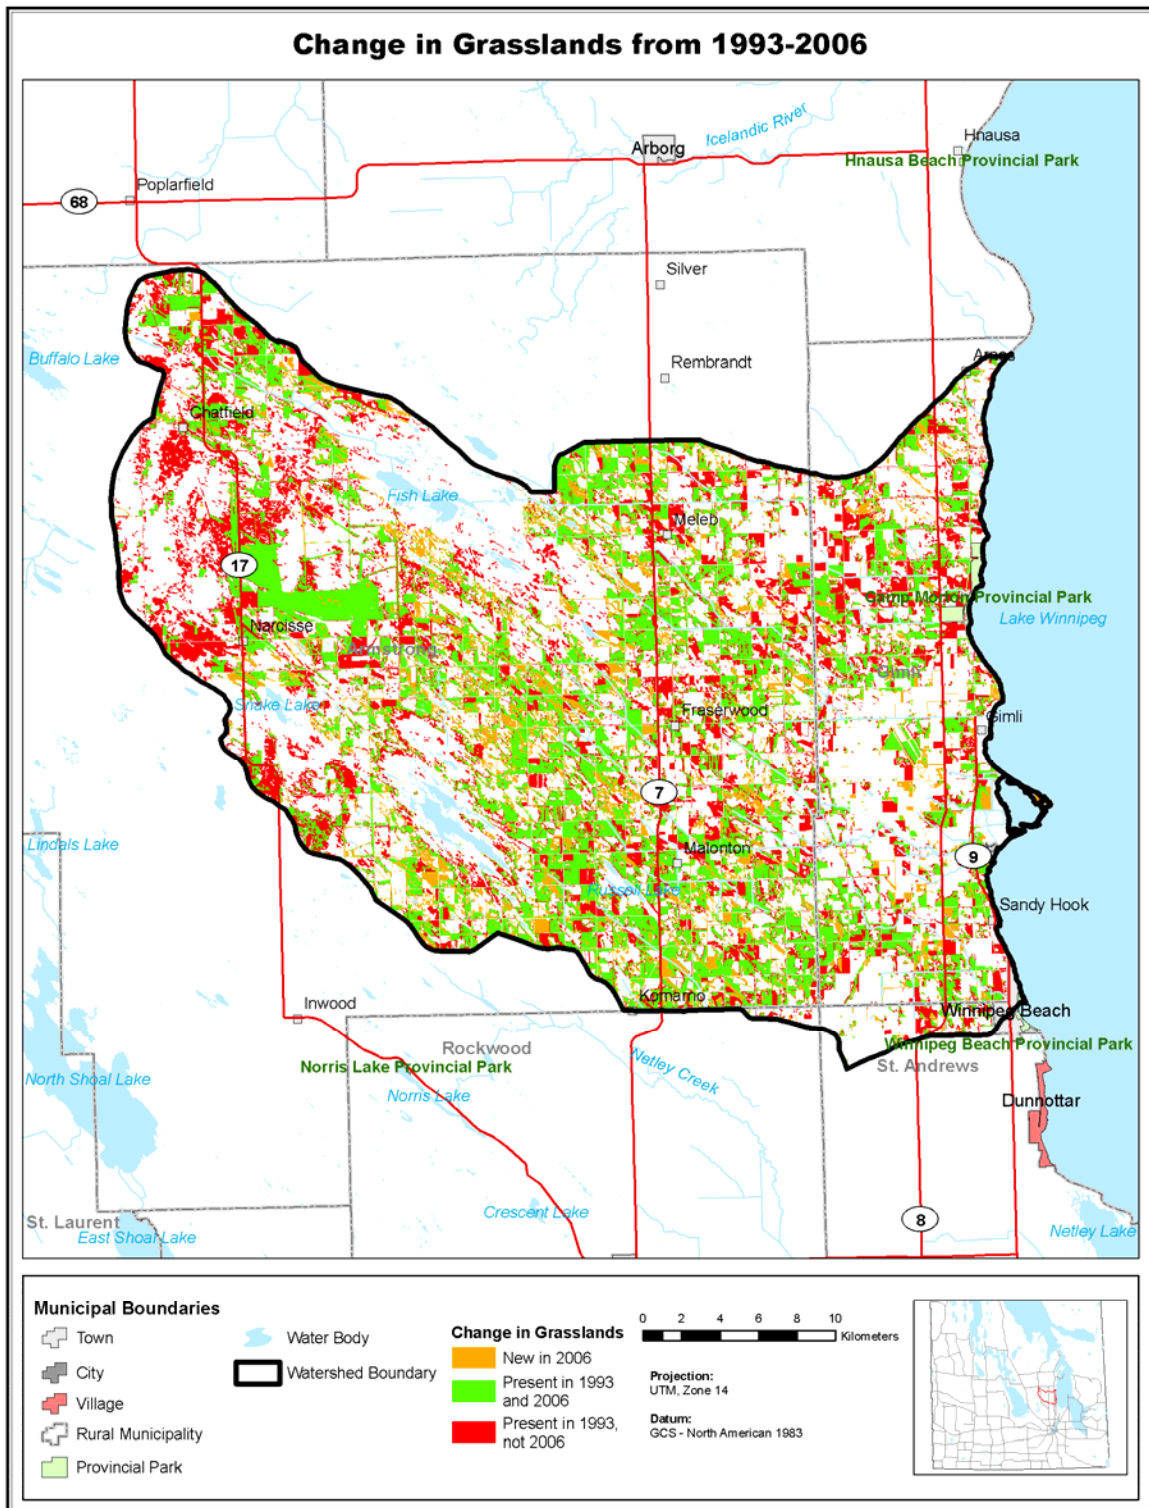 Change in Grasslands from 1993-2006
Hnausa
Icelandic River
Arborg
Hnausa Beach Provincial Park
Poplarfield
68
Silver
Buffalo Lake
Rembrandt
Arnes
Chatfield
Fish Lake
Meleb
17
Camp Morton Provincial Park
Lake Winnipeg
Narcisse
Armstrong
Gimli
Snake Lake
Fraserwood
Gimli
7
Lindals Lake
Malonton
9
Russell Lake
Sandy Hook
Komarno
Inwood
Winnipeg Beach
Rockwood
Winnipeg Beach Provincial Park
Norris Lake Provincial Park
Netley Creek
St. Andrews
North Shoal Lake
Norris Lake
Dunnottar
Crescent Lake
8
St. Laurent
East Shoal Lake
Netley Lake
Municipal Boundaries
Town
City
Village
Rural Municipality
Provincial Park
Water Body
Watershed Boundary
Change in Grasslands
New in 2006
Present in 1993
and 2006
Present in 1993,
not 2006
0 2 4 6 8 10
Kilometers
Projection:
UTM, Zone 14
Datum:
GCS - North American 1983